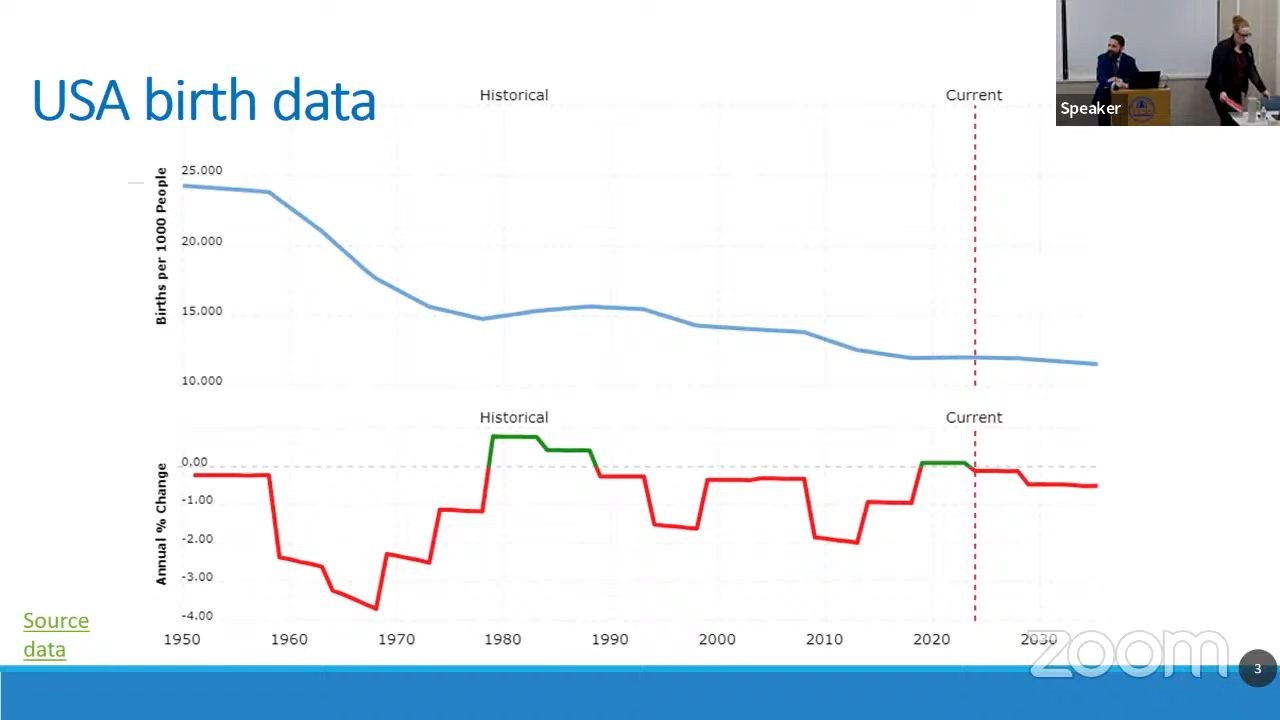 USA birth data
Speaker
Historical
Current
Births per 1000 People
25.000
20.000
15.000
10.000
Historical
Current
Annual % Change
0.00
-1.00
-2.00
-3.00
-4.00
1950
1960
1970
1980
1990
2000
2010
2020
2030
Source
data
zoom
3